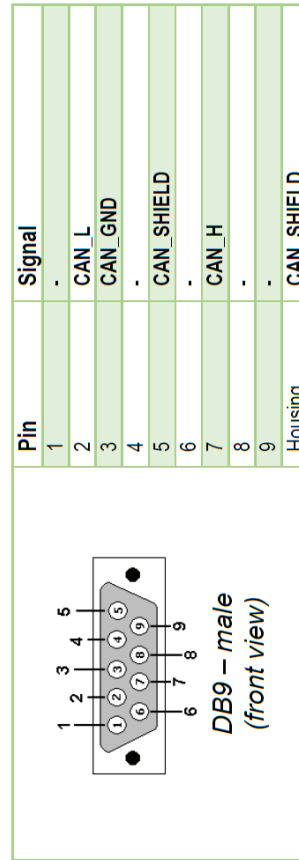 Pin Signal
1 -
2 CAN_L
3 CAN_GND
4 -
5 CAN_SHIELD
6 -
7 CAN_H
8 -
9 -
Housing CAN_SHIELD
1 2 3 4 5
1 2 3 4 5
6 7 8 9
6 7 8 9
DB9 – male
(front view)